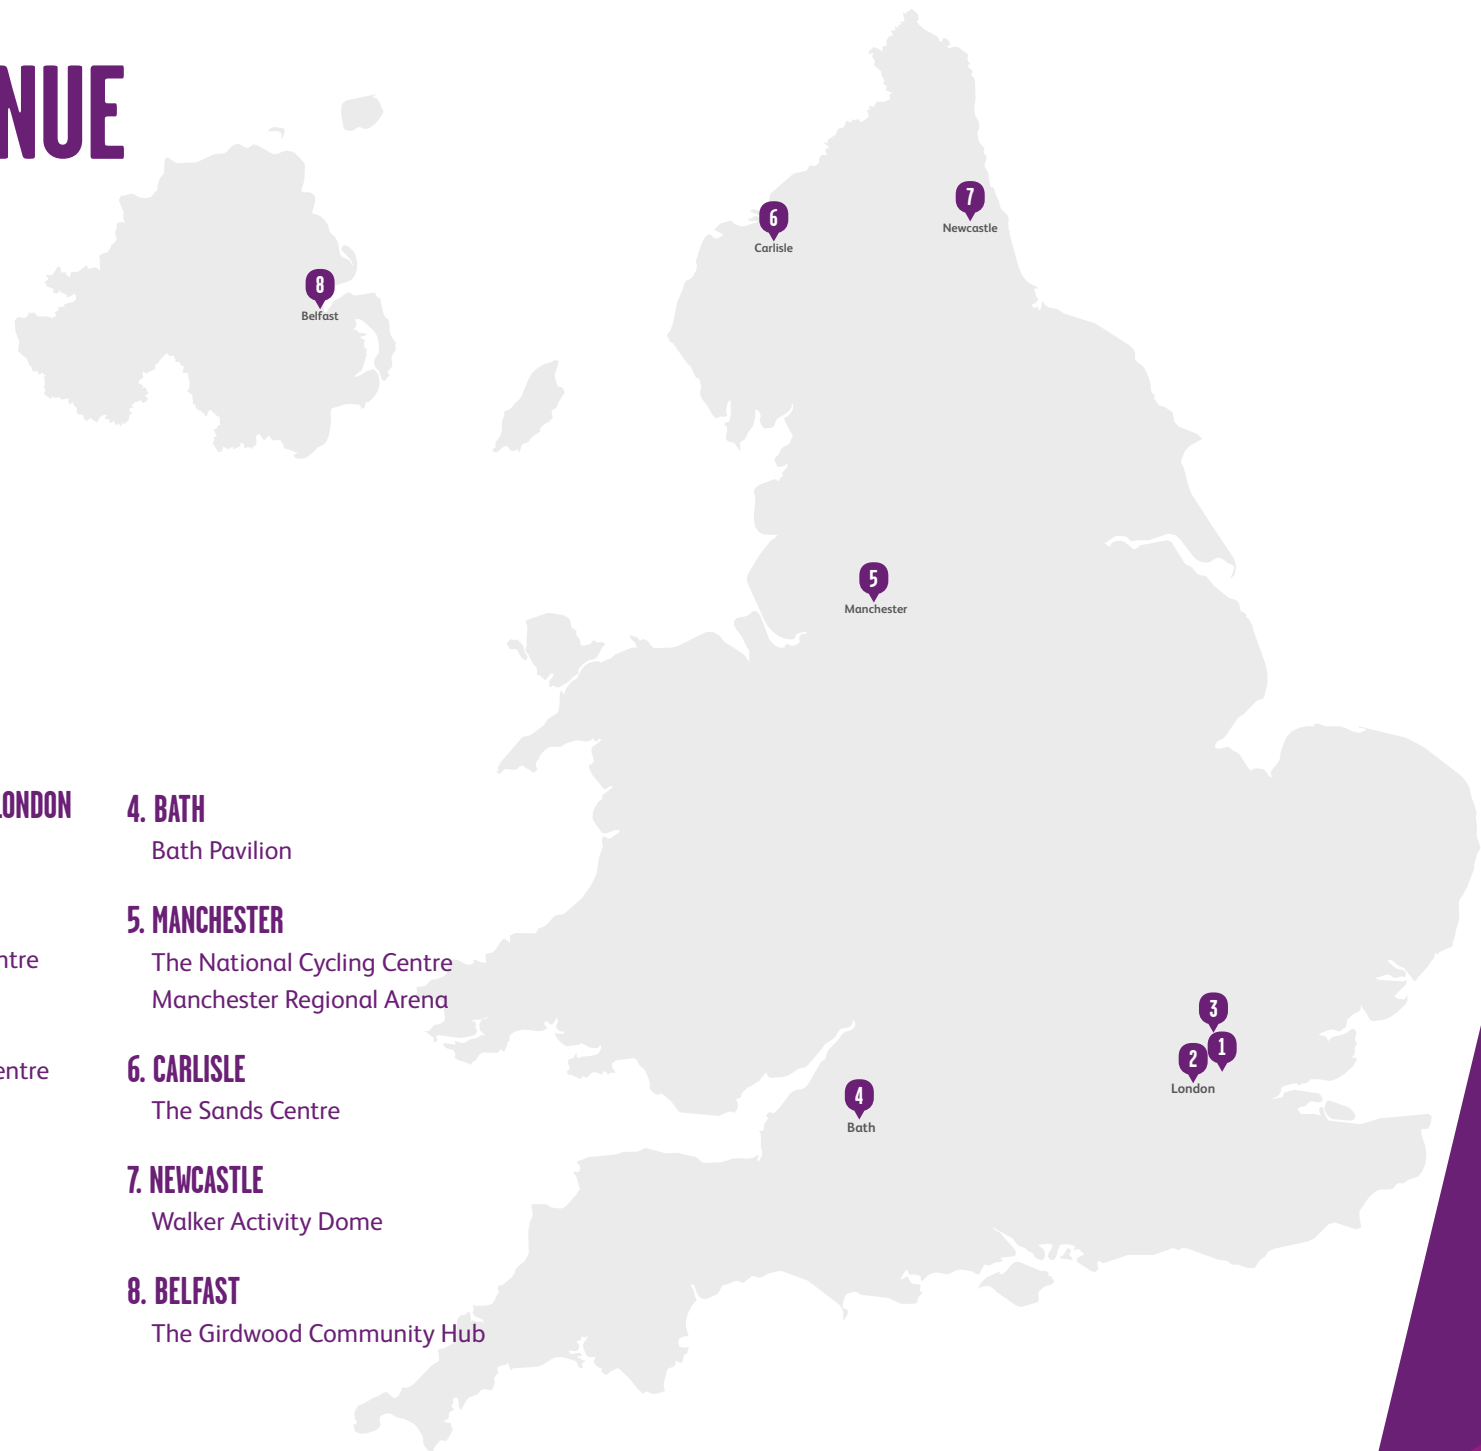 NUE
7
Newcastle
6
Carlisle
8
Belfast
5
Manchester
3
1
2
London
4
Bath
LONDON
ntre
entre
4. BATH
Bath Pavilion
5. MANCHESTER
The National Cycling Centre
Manchester Regional Arena
6. CARLISLE
The Sands Centre
7. NEWCASTLE
Walker Activity Dome
8. BELFAST
The Girdwood Community Hub